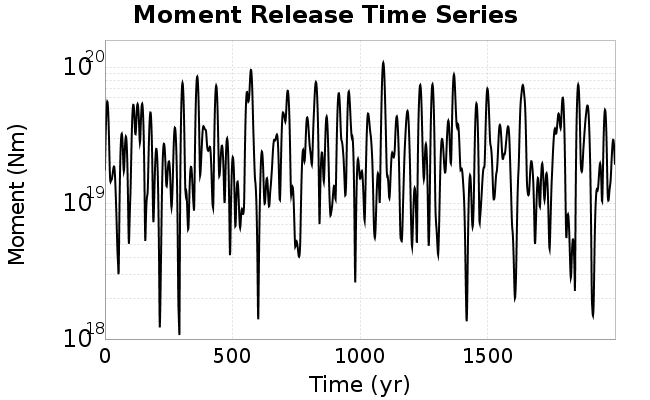 Moment Release Time Series
10^20
10^19
10^18
Moment (Nm)
0 500 1000 1500
Time (yr)